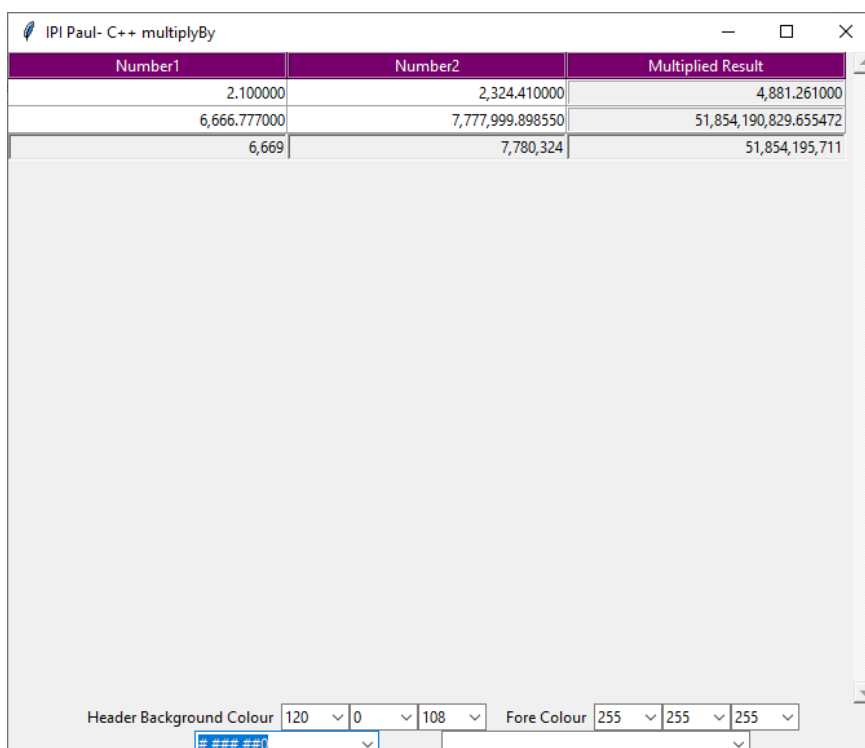 IPI Paul- C++ multiplyBy
Number1 Number2 Multiplied Result
2.100000 2,324.410000 4,881.261000
6,666.777000 7,777,999.898550 51,854,190,829.655472
6,669 7,780,324 51,854,195,711
Header Background Colour 120 0 108 Fore Colour 255 255 255
#,###,##0